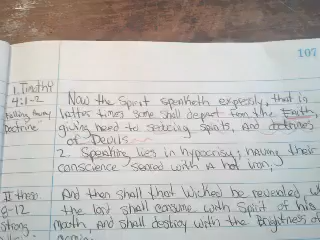 107
1 Timothy
4:1-2
falling away
Doctrine
Now the Spirit speaketh expressly, that in
latter times some shall depart from the Faith,
giving heed to seducing spirits, and doctrines
of Devils
2. Speaking lies in hypocrisy; having their
conscience seared with a hot iron;
II Thess.
8-12
strong
And then shall that Wicked be revealed, w
the lord shall consume with Spirit of his
mouth, and shall destroy with the Brightness of